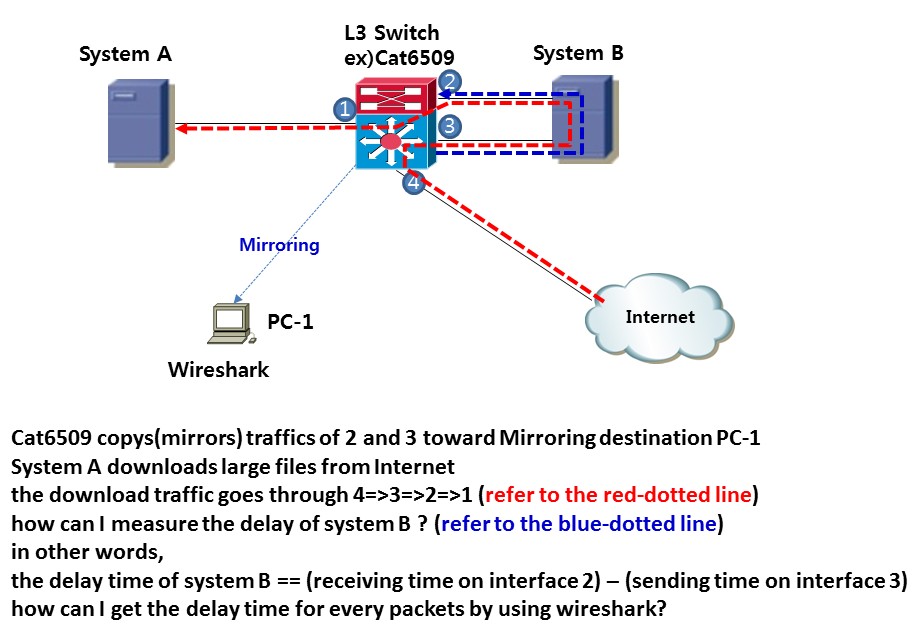 L3 Switch
ex)Cat6509
System A
System B
1
2
3
4
Mirroring
PC-1
Wireshark
Internet
Cat6509 copys(mirrors) traffics of 2 and 3 toward Mirroring destination PC-1
System A downloads large files from Internet
the download traffic goes through 4=>3=>2=>1 (refer to the red-dotted line)
how can I measure the delay of system B ? (refer to the blue-dotted line)
in other words,
the delay time of system B == (receiving time on interface 2) – (sending time on interface 3)
how can I get the delay time for every packets by using wireshark?